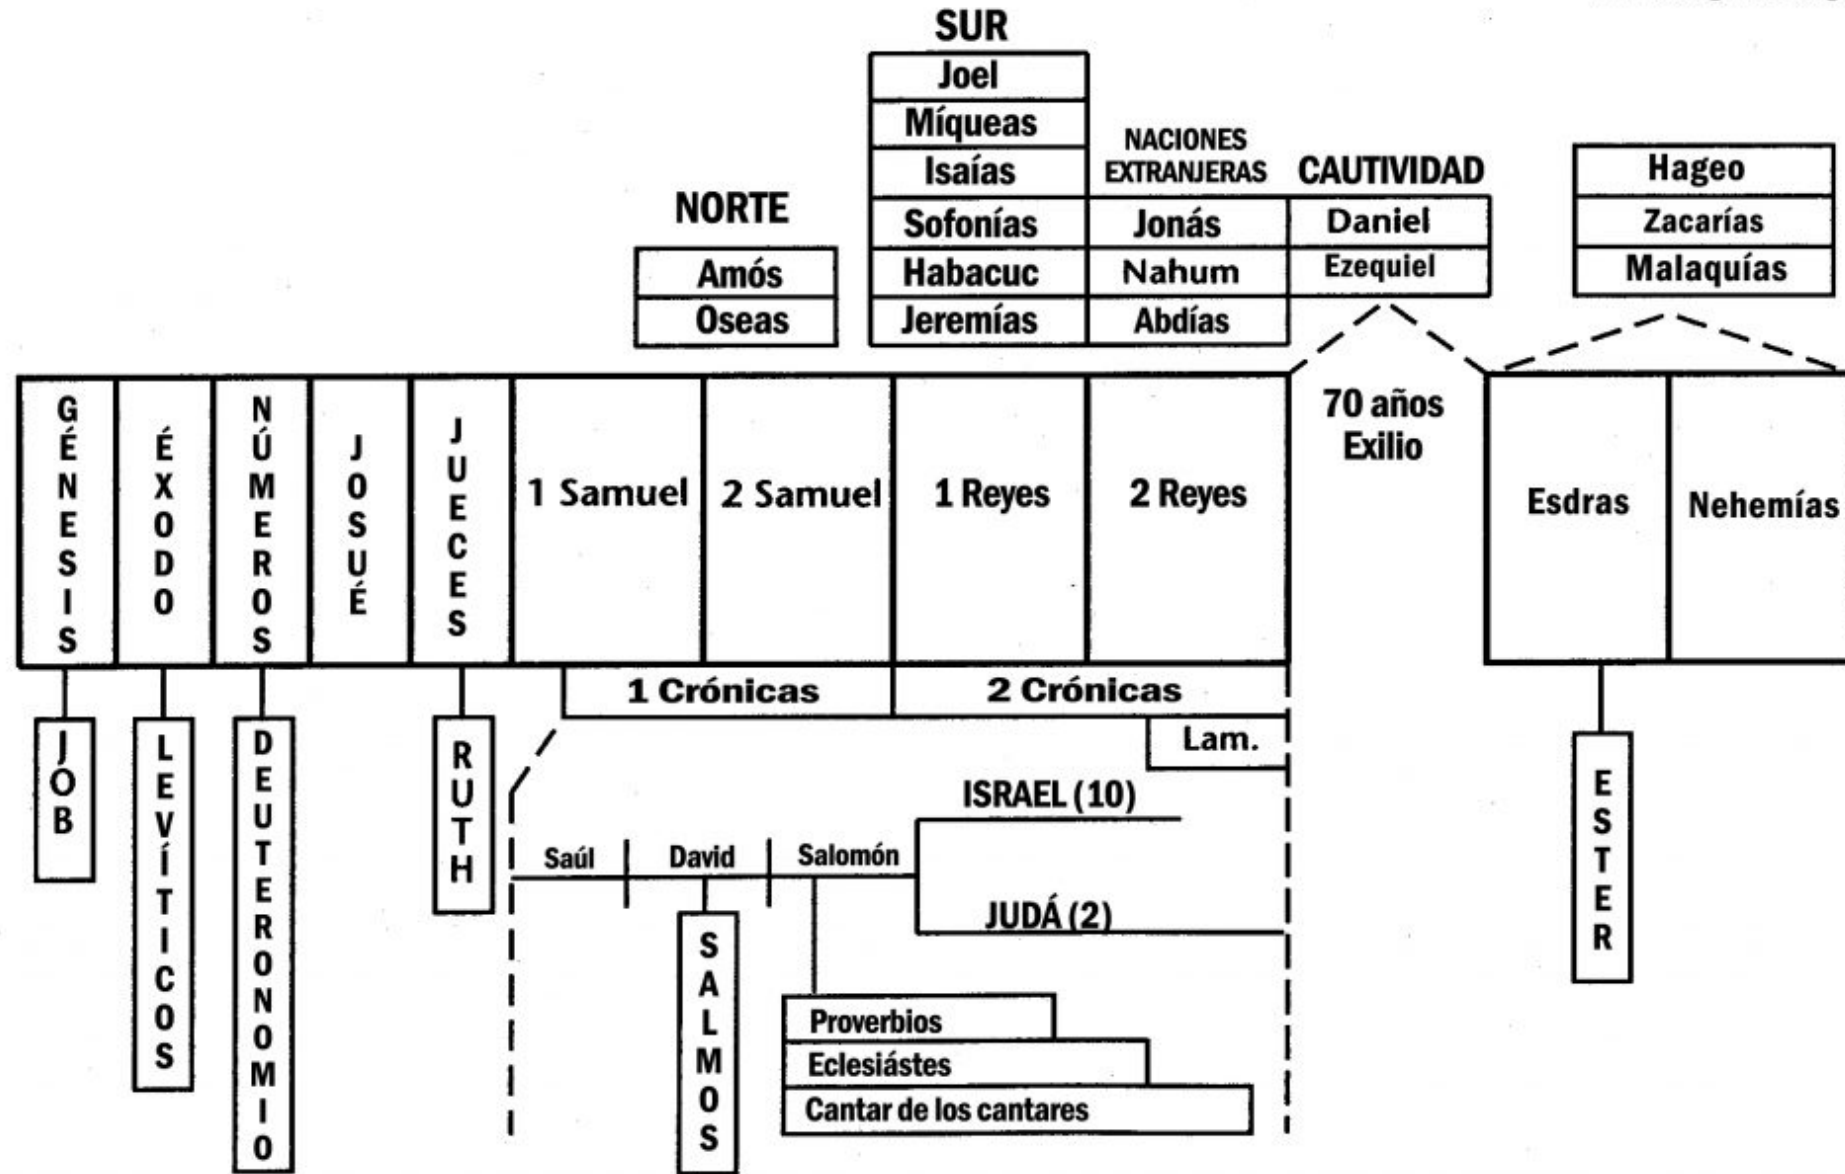 SUR
Joel
Míqueas
Isaías
Sofonías
Habacuc
Jeremías
NACIONES
EXTRANJERAS
Jonás
Nahum
Abdías
CAUTIVIDAD
Daniel
Ezequiel
Hageo
Zacarías
Malaquías
NORTE
Amós
Oseas
GÉNESIS
ÉXODO
NÚMEROS
JOSUÉ
JUECES
1 Samuel
2 Samuel
1 Reyes
2 Reyes
70 años
Exilio
Esdras
Nehemías
1 Crónicas
2 Crónicas
Lam.
JOB
LEVÍTICOS
DEUTERONOMIO
RUTH
ESTER
ISRAEL (10)
Saúl
David
Salomón
JUDÁ (2)
SALMOS
Proverbios
Eclesiástes
Cantar de los cantares